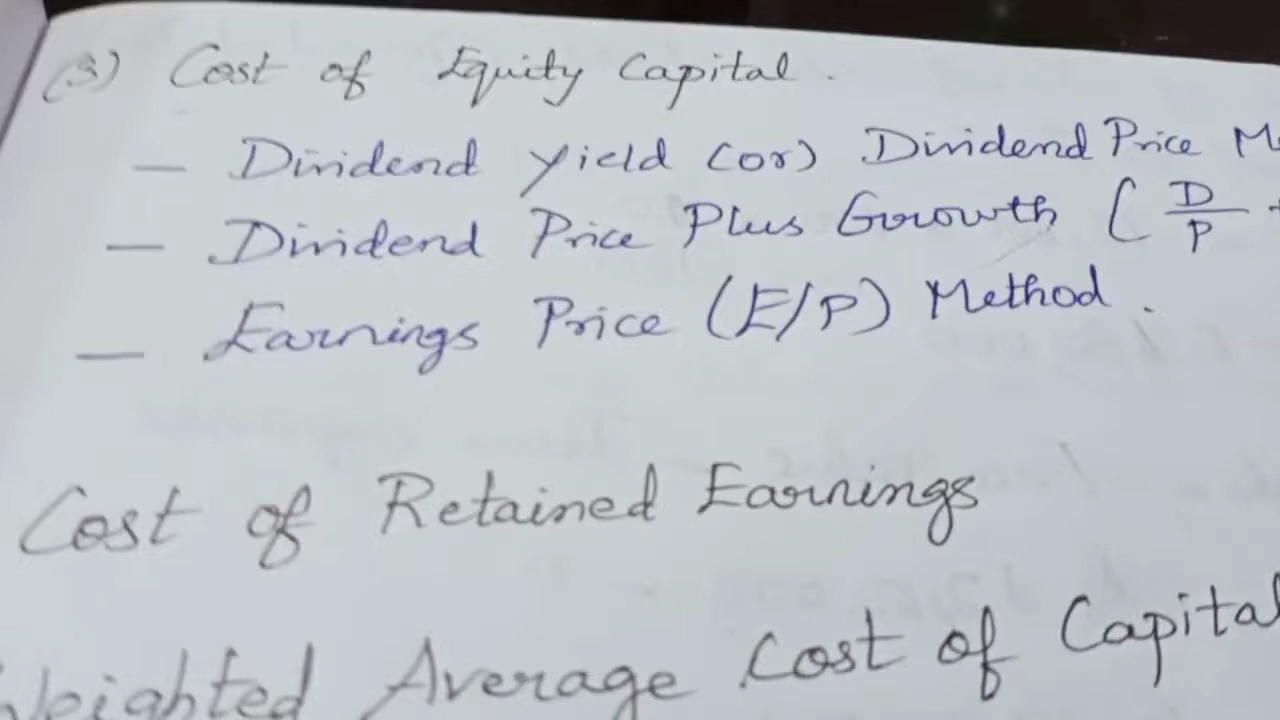 (3) Cost of Equity Capital.
— Dividend yield (or) Dividend Price
— Dividend Price Plus Growth ( D/P
— Earnings Price (E/P) Method.
Cost of Retained Earnings
Weighted Average Cost of Capital